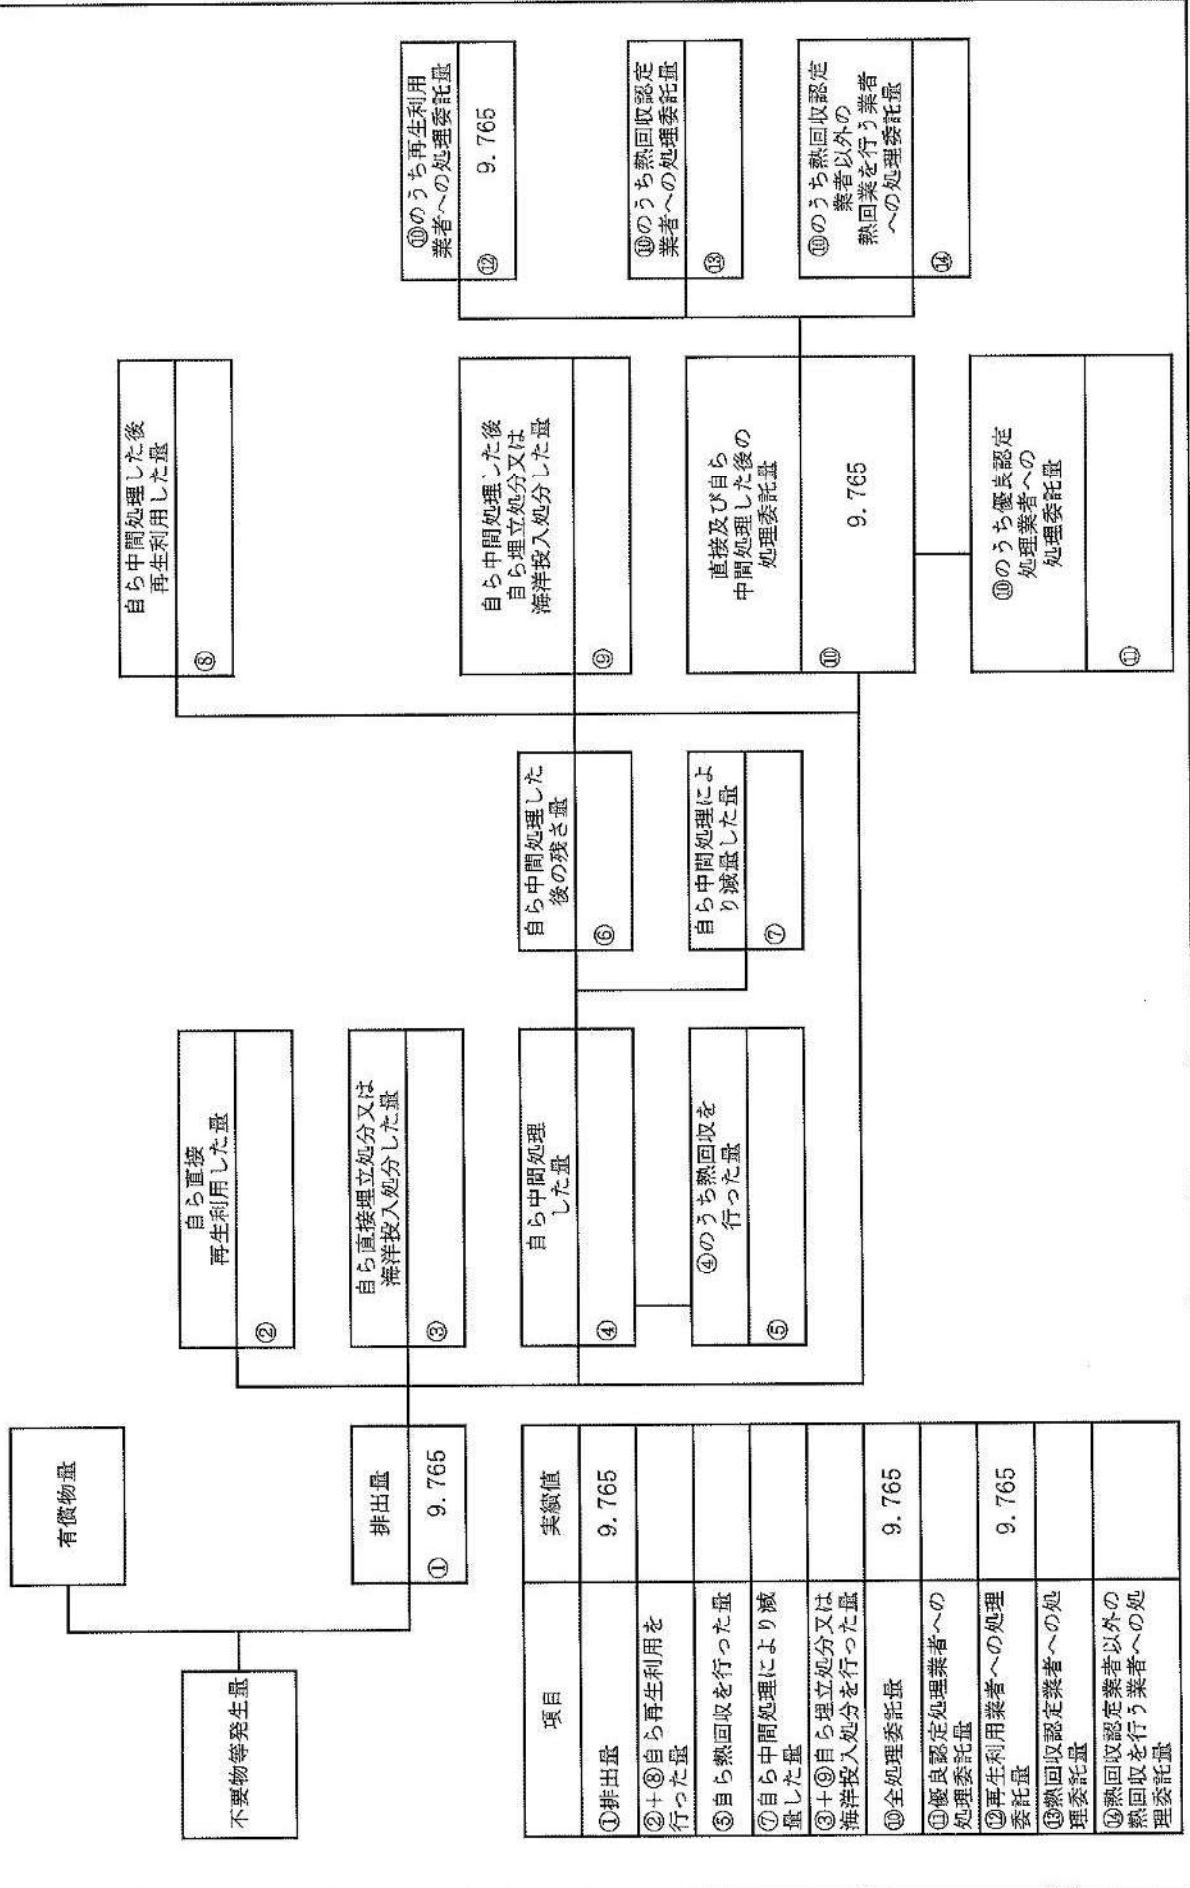 有償物量
不要物等発生量
排出量
① 9.765
自ら直接
再生利用した量
②
自ら直接埋立処分又は
海洋投入処分した量
③
自ら中間処理
した量
④
④のうち熱回収を
行った量
⑤
自ら中間処理した
後の残さ量
⑥
自ら中間処理によ
り減量した量
⑦
自ら中間処理した後
再生利用した量
⑧
自ら中間処理した後
自ら埋立処分又は
海洋投入処分した量
⑨
直接及び自ら
中間処理した後の
処理委託量
⑩ 9.765
⑩のうち優良認定
処理業者への
処理委託量
⑪
⑩のうち再生利用
業者への処理委託量
⑫ 9.765
⑩のうち熱回収認定
業者への処理委託量
⑬
⑩のうち熱回収認定
業者以外の
熱回業を行う業者
への処理委託量
⑭
項目 実績値
①排出量 9.765
②+⑧自ら再生利用を
行った量
⑤自ら熱回収を行った量
⑦自ら中間処理により減
量した量
③+⑨自ら埋立処分又は
海洋投入処分を行った量
⑩全処理委託量 9.765
⑪優良認定処理業者への
処理委託量
⑫再生利用業者への処理
委託量 9.765
⑬熱回収認定業者への処
理委託量
⑭熱回収認定業者以外の
熱回収を行う業者への処
理委託量